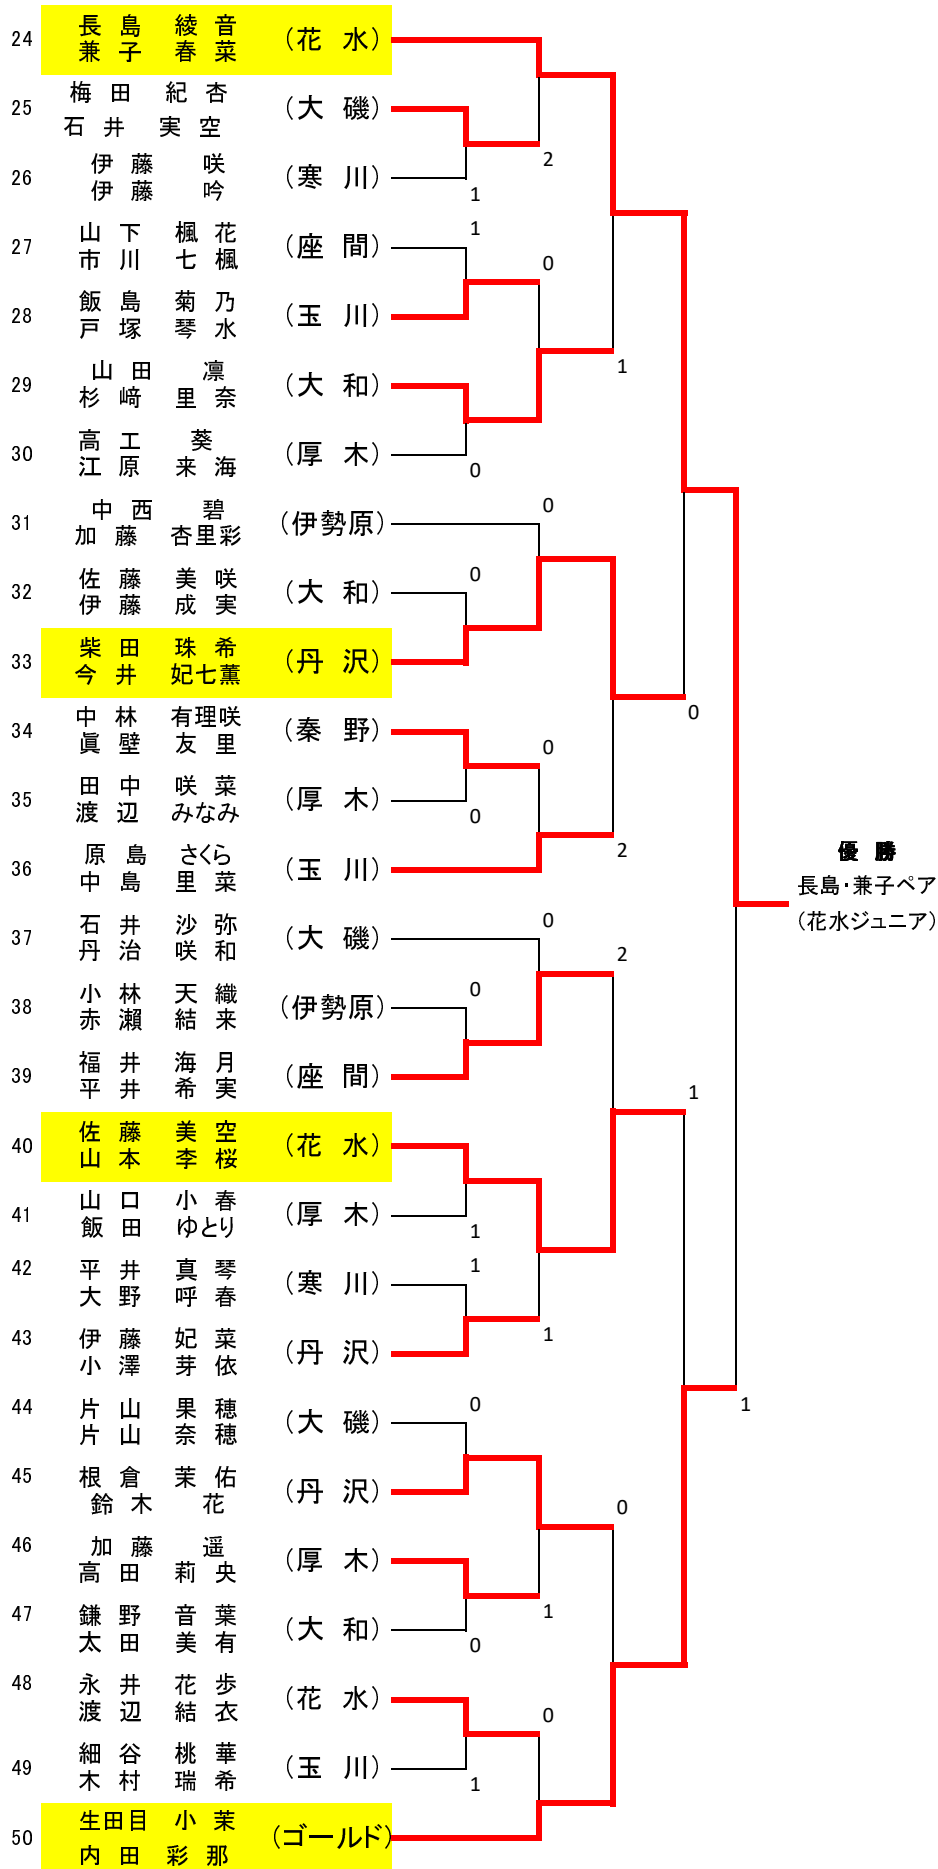 長島 綾音
24 (花水)
兼子 春菜
梅田 紀杏
25 (大磯)
石井 実空
2
伊藤 咲
26 (寒川)
伊藤 吟
1
山下 楓花 1
27 (座間)
市川 七楓
0
飯島 菊乃
28 (玉川)
戸塚 琴水
山田 凛
1
29 (大和)
杉﨑 里奈
高工 葵
30 (厚木)
江原 来海
0
中西 碧 0
31 (伊勢原)
加藤 杏里彩
佐藤 美咲 0
32 (大和)
伊藤 成実
柴田 珠希
33 (丹沢)
今井 妃七薫
中林 有理咲 0
34 (秦野)
眞壁 友里
0
田中 咲菜
35 (厚木)
渡辺 みなみ
0
原島 さくら 2 優勝
36 (玉川)
中島 里菜 長島・兼子ペア
石井 沙弥 0 (花水ジュニア)
37 (大磯)
丹治 咲和 2
小林 天織 0
38 (伊勢原)
赤瀬 結来
福井 海月
39 (座間)
平井 希実 1
佐藤 美空
40 (花水)
山本 李桜
山口 小春
41 (厚木)
飯田 ゆとり 1
42 平井 真琴 1
(寒川)
大野 呼春
43 伊藤 妃菜 1
(丹沢)
小澤 芽依
44 片山 果穂 0 1
(大磯)
片山 奈穂
45 根倉 茉佑
(丹沢)
鈴木 花 0
46 加藤 遥
(厚木)
高田 莉央
47 鎌野 音葉 1
(大和)
太田 美有 0
48 永井 花歩
(花水)
渡辺 結衣 0
細谷 桃華
49 (玉川)
木村 瑞希 1
生田目 小茉
50 (ゴールド)
内田 彩那